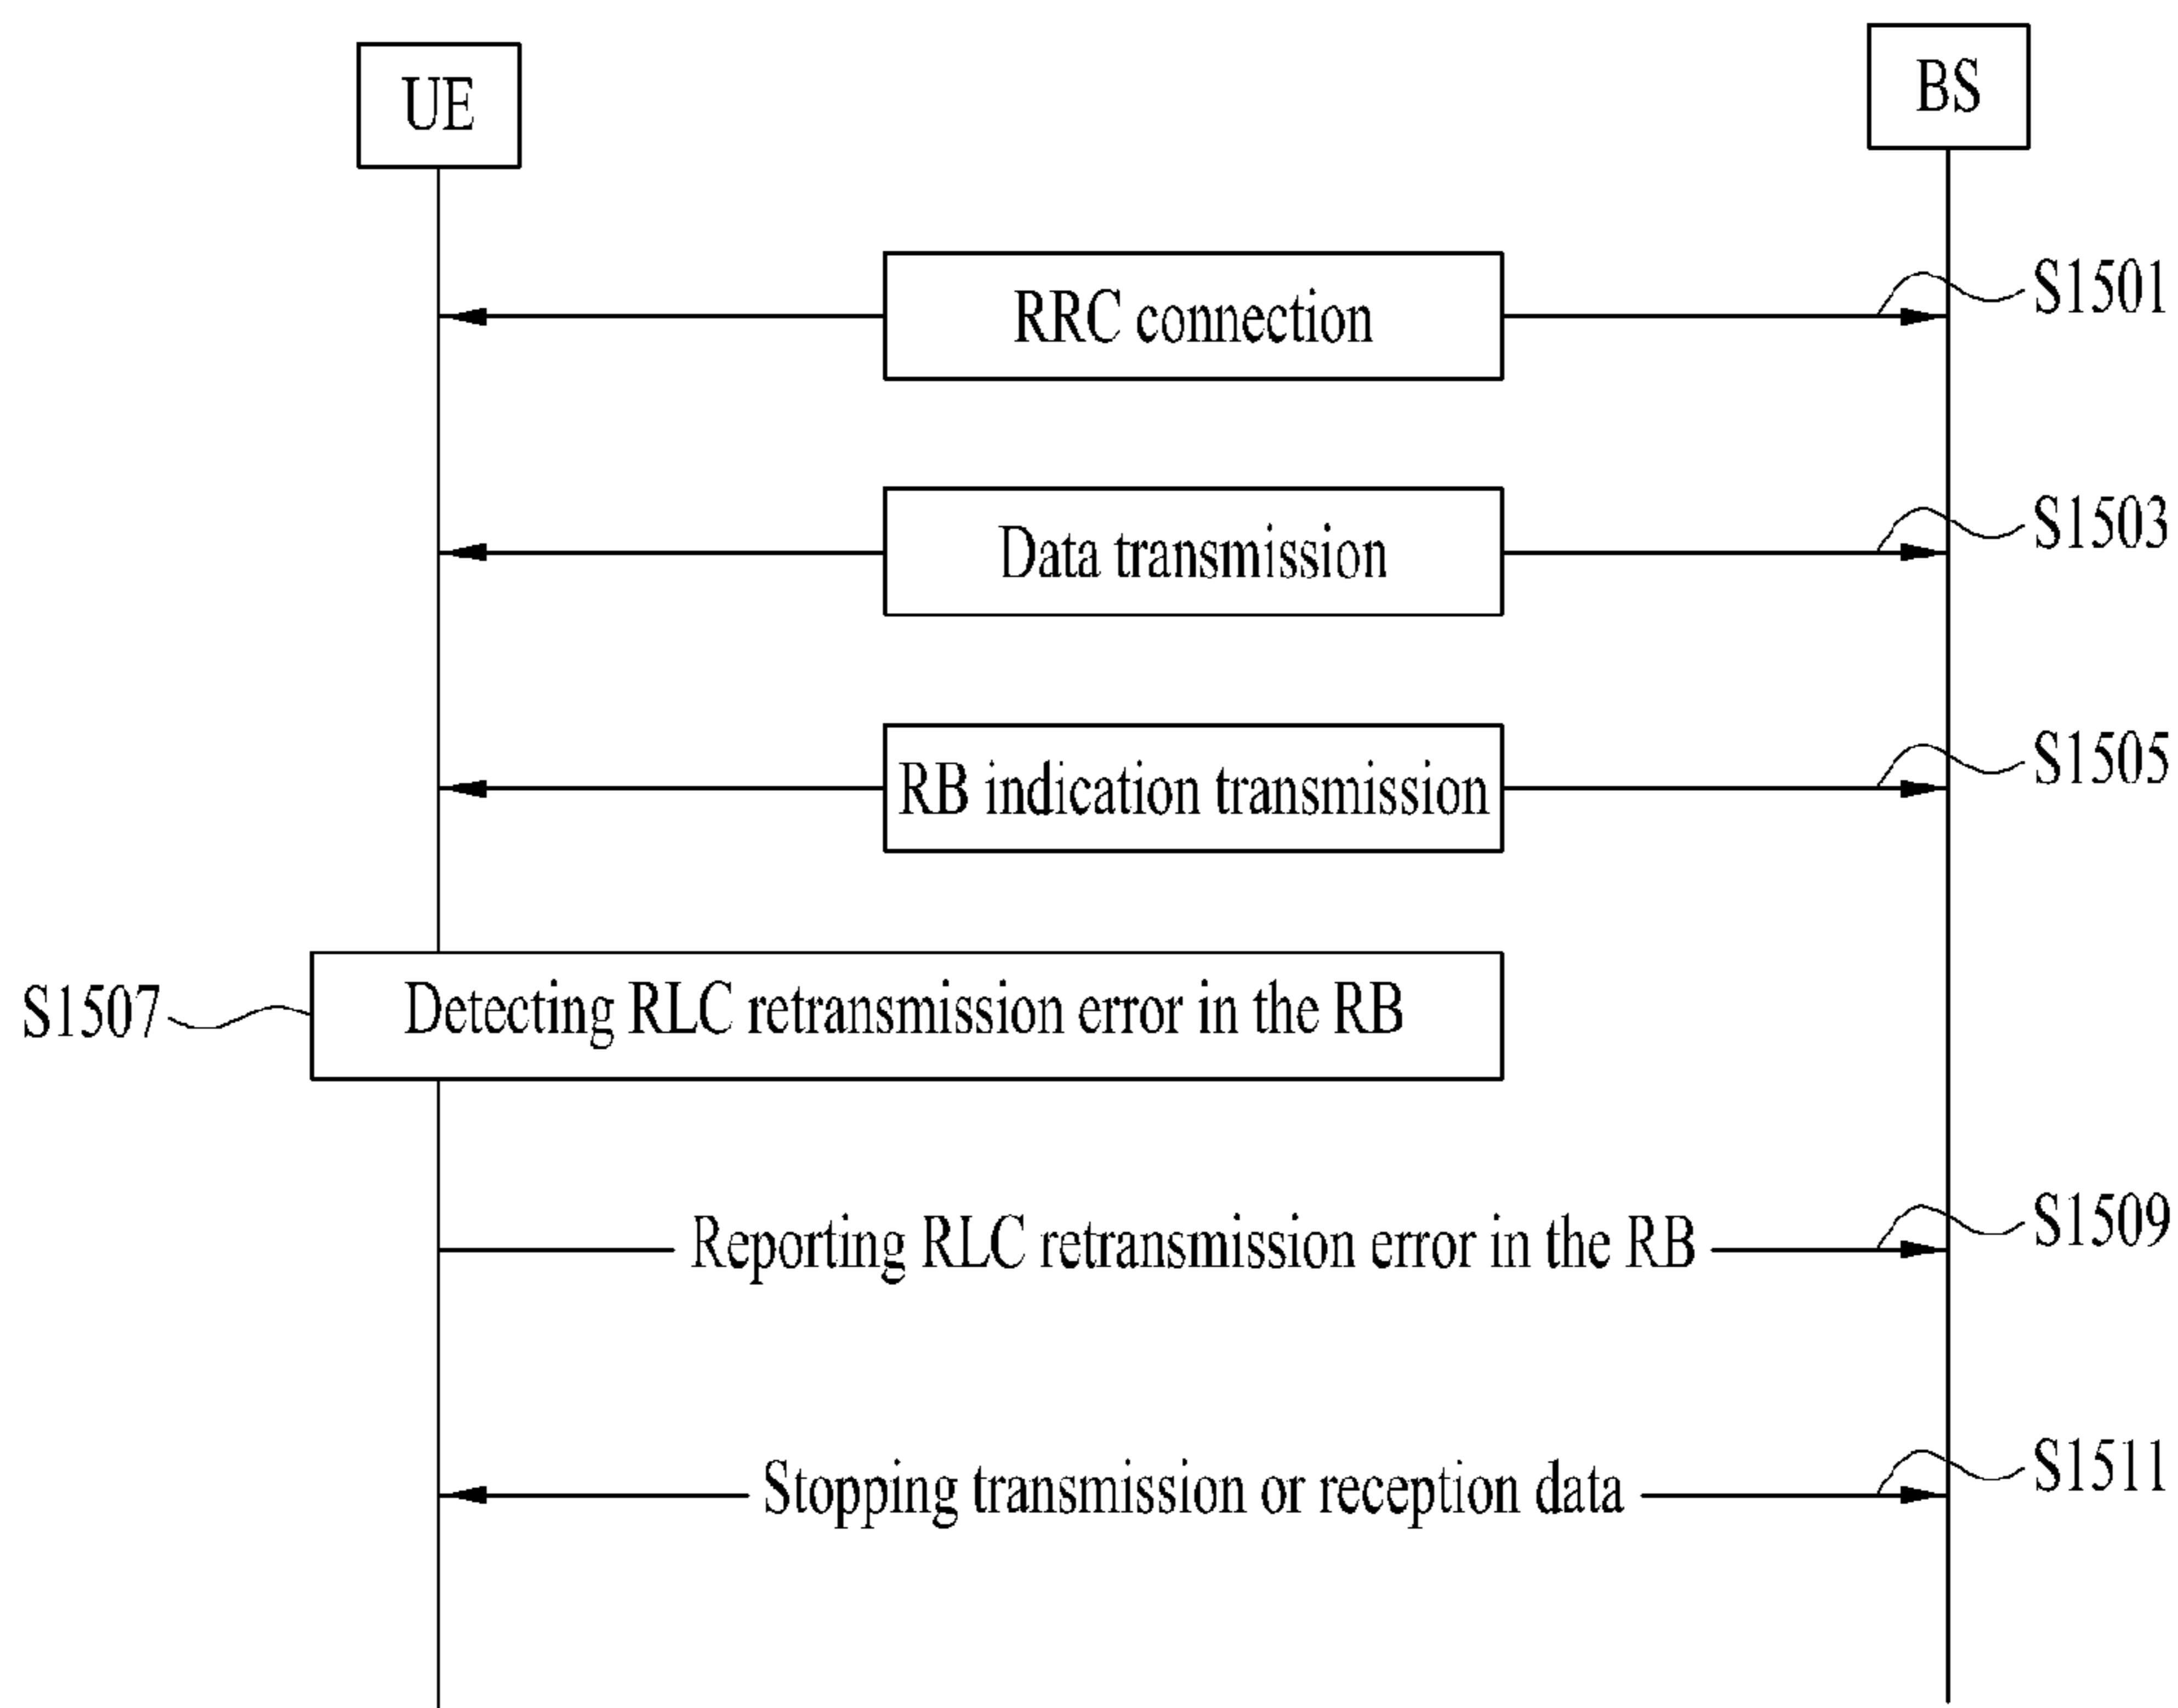 UE
BS
RRC connection
S1501
Data transmission
S1503
RB indication transmission
S1505
S1507
Detecting RLC retransmission error in the RB
Reporting RLC retransmission error in the RB
S1509
Stopping transmission or reception data
S1511